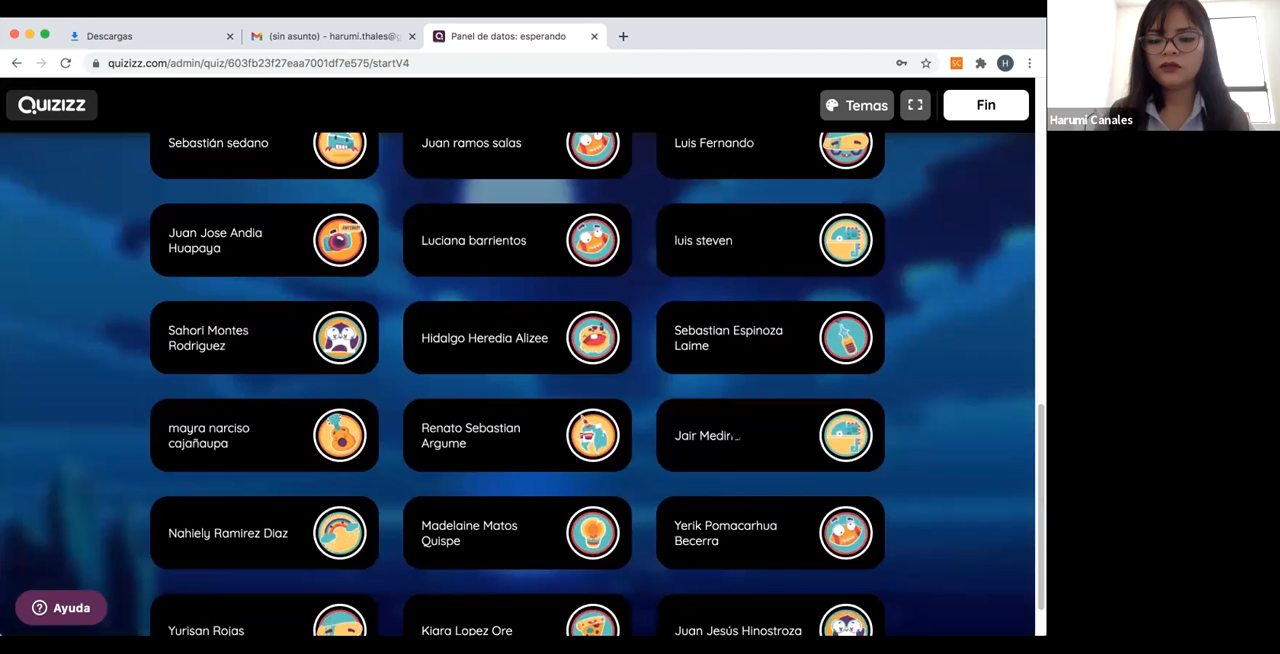 Descargas
(sin asunto) - harumi.thales@g
Panel de datos: esperando
quizizz.com/admin/quiz/603fb23f27eaa7001df7e575/startV4
SC
H
QUIZIZZ
Temas
Fin
Harumi Canales
Sebastián sedano
Juan ramos salas
Luis Fernando
Juan Jose Andia
Huapaya
Luciana barrientos
luis steven
Sahori Montes
Rodriguez
Hidalgo Heredia Alizee
Sebastian Espinoza
Laime
mayra narciso
cajañaupa
Renato Sebastian
Argume
Jair
Nahiely Ramirez Diaz
Madelaine Matos
Quispe
Yerik Pomacarhua
Becerra
Ayuda
Yurisan Rojas
Kiara Lopez Ore
Juan Jesús Hinostroza